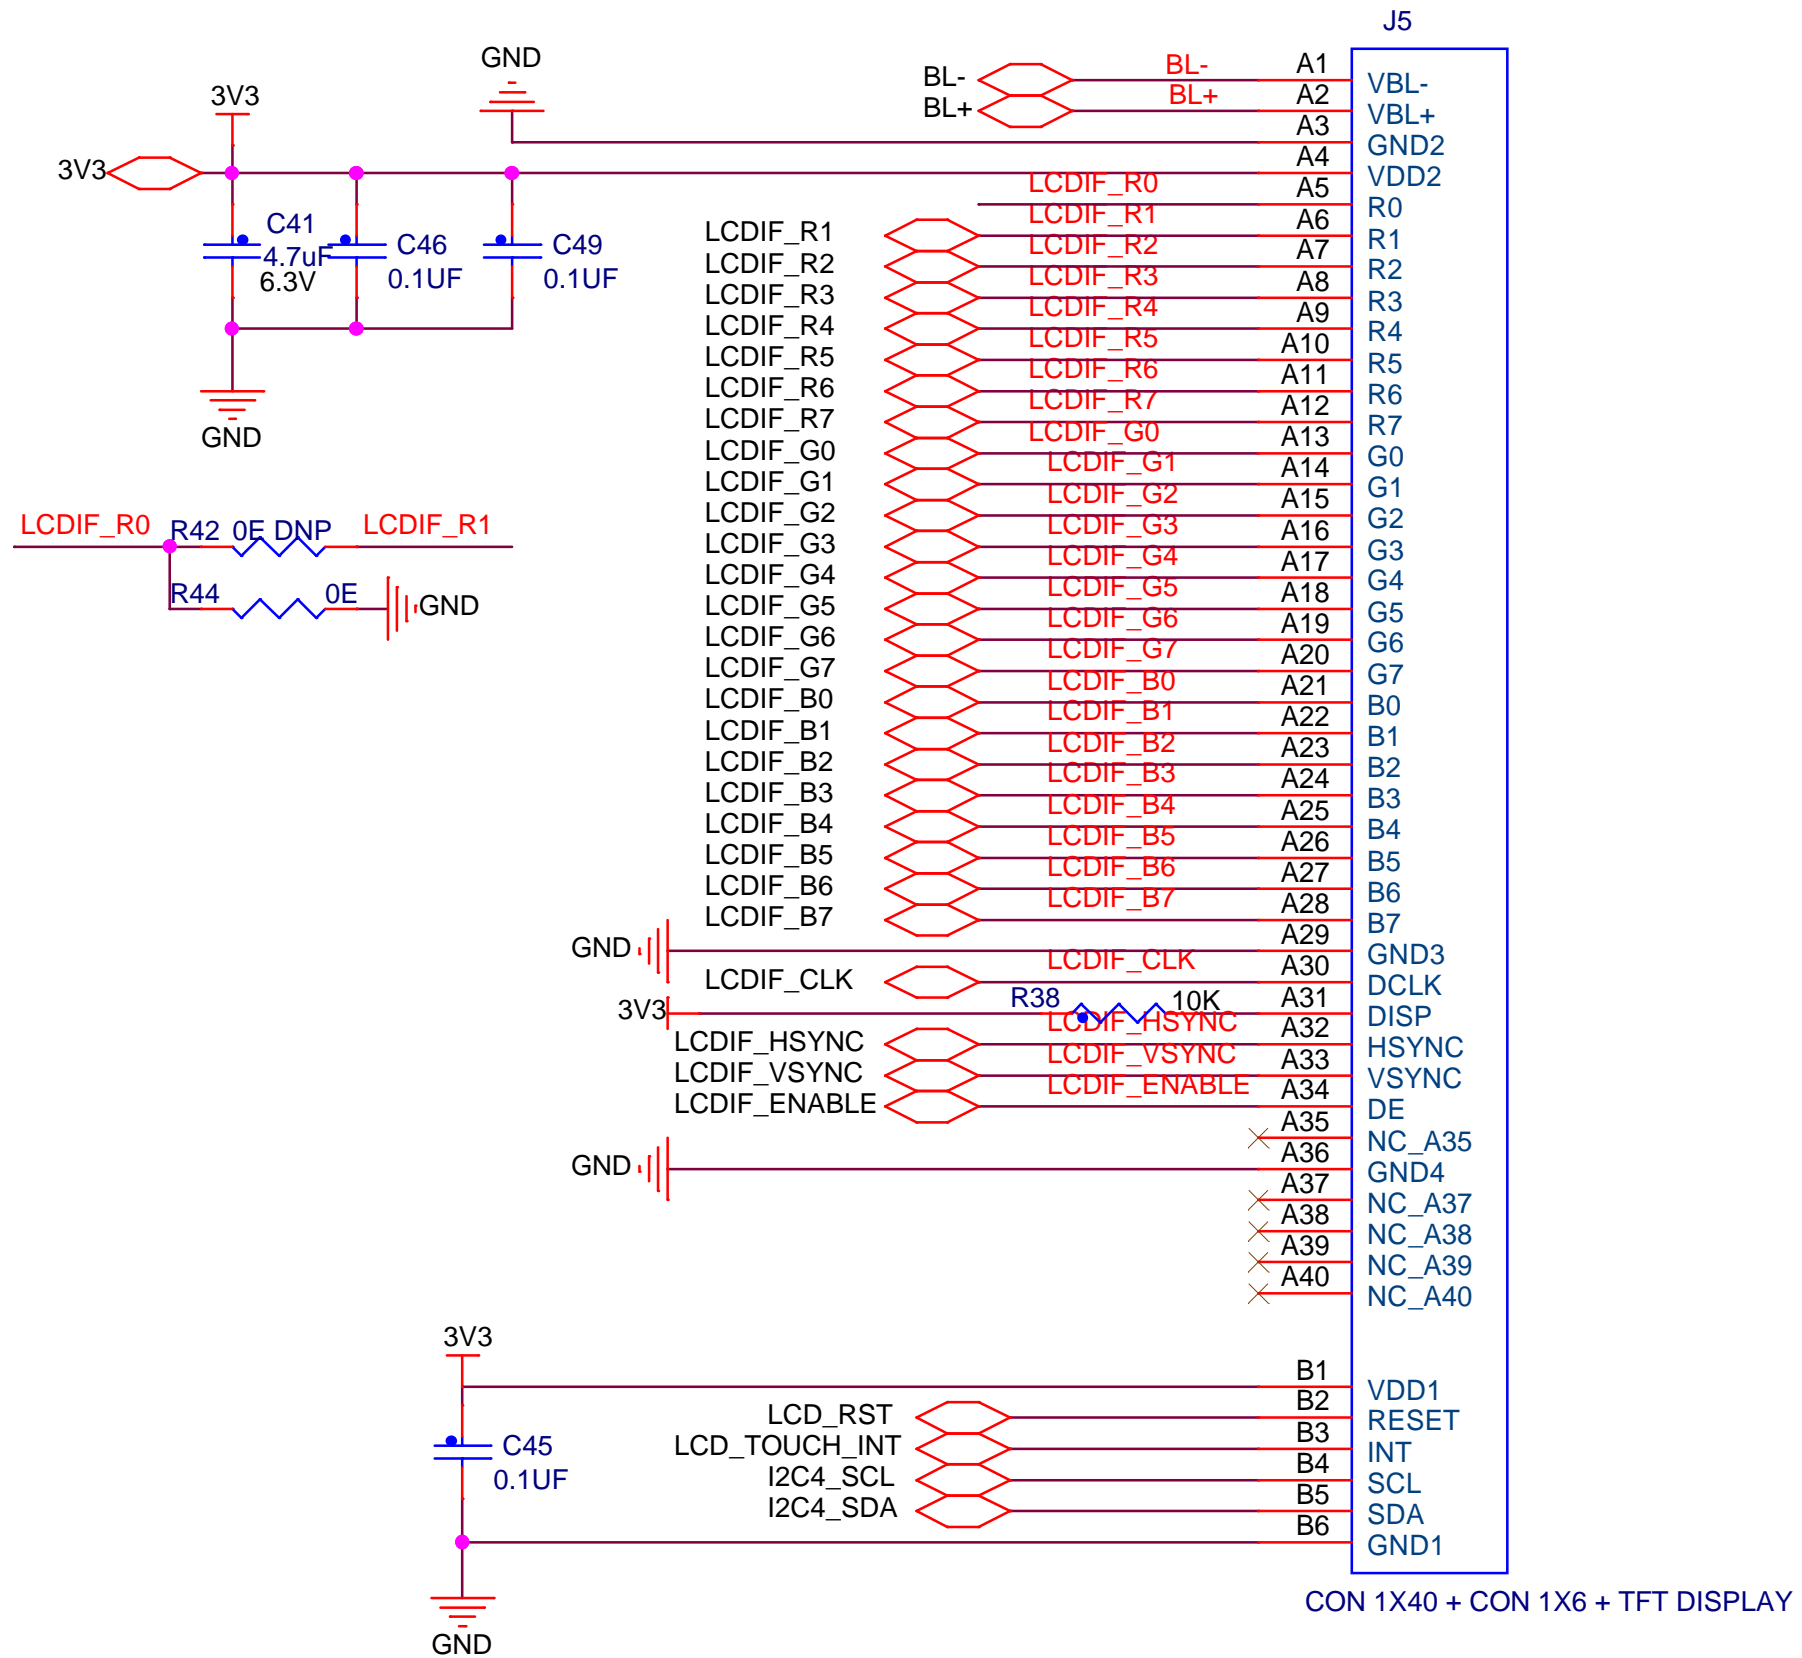 J5
GND
3V3
3V3
C41
4.7uF
6.3V
C46
0.1UF
C49
0.1UF
GND
LCDIF_R0 R42 0E DNP LCDIF_R1
R44 0E GND
BL- BL- A1 VBL-
BL+ BL+ A2 VBL+
A3 GND2
A4 VDD2
LCDIF_R0 A5 R0
LCDIF_R1 LCDIF_R1 A6 R1
LCDIF_R2 LCDIF_R2 A7 R2
LCDIF_R3 LCDIF_R3 A8 R3
LCDIF_R4 LCDIF_R4 A9 R4
LCDIF_R5 LCDIF_R5 A10 R5
LCDIF_R6 LCDIF_R6 A11 R6
LCDIF_R7 LCDIF_R7 A12 R7
LCDIF_G0 LCDIF_G0 A13 G0
LCDIF_G1 LCDIF_G1 A14 G1
LCDIF_G2 LCDIF_G2 A15 G2
LCDIF_G3 LCDIF_G3 A16 G3
LCDIF_G4 LCDIF_G4 A17 G4
LCDIF_G5 LCDIF_G5 A18 G5
LCDIF_G6 LCDIF_G6 A19 G6
LCDIF_G7 LCDIF_G7 A20 G7
LCDIF_B0 LCDIF_B0 A21 B0
LCDIF_B1 LCDIF_B1 A22 B1
LCDIF_B2 LCDIF_B2 A23 B2
LCDIF_B3 LCDIF_B3 A24 B3
LCDIF_B4 LCDIF_B4 A25 B4
LCDIF_B5 LCDIF_B5 A26 B5
LCDIF_B6 LCDIF_B6 A27 B6
LCDIF_B7 LCDIF_B7 A28 B7
GND A29 GND3
LCDIF_CLK LCDIF_CLK A30 DCLK
3V3 R38 10K A31 DISP
LCDIF_HSYNC LCDIF_HSYNC A32 HSYNC
LCDIF_VSYNC LCDIF_VSYNC A33 VSYNC
LCDIF_ENABLE LCDIF_ENABLE A34 DE
A35 NC_A35
GND A36 GND4
A37 NC_A37
A38 NC_A38
A39 NC_A39
A40 NC_A40
3V3
C45
0.1UF
GND
B1 VDD1
LCD_RST B2 RESET
LCD_TOUCH_INT B3 INT
I2C4_SCL B4 SCL
I2C4_SDA B5 SDA
B6 GND1
CON 1X40 + CON 1X6 + TFT DISPLAY